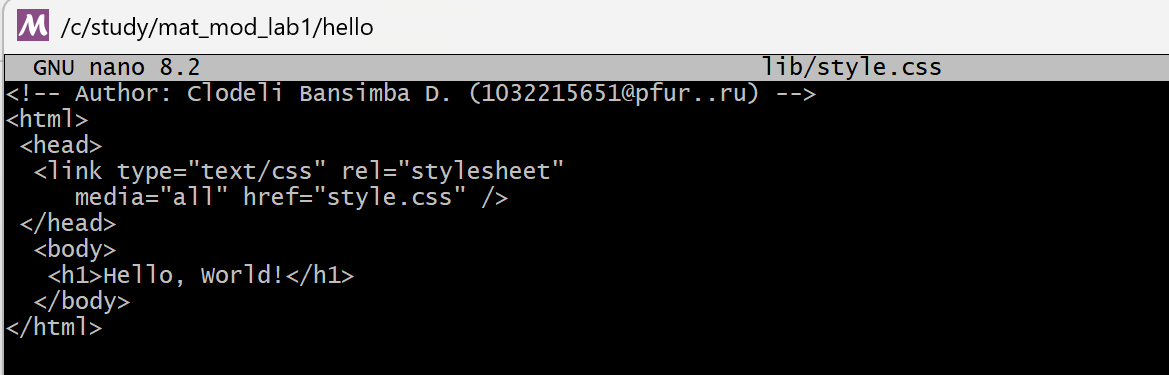 M /c/study/mat_mod_lab1/hello
GNU nano 8.2 lib/style.css
<!-- Author: Clodeli Bansimba D. (1032215651@pfur..ru) -->
<html>
<head>
<link type="text/css" rel="stylesheet"
media="all" href="style.css" />
</head>
<body>
<h1>Hello, World!</h1>
</body>
</html>